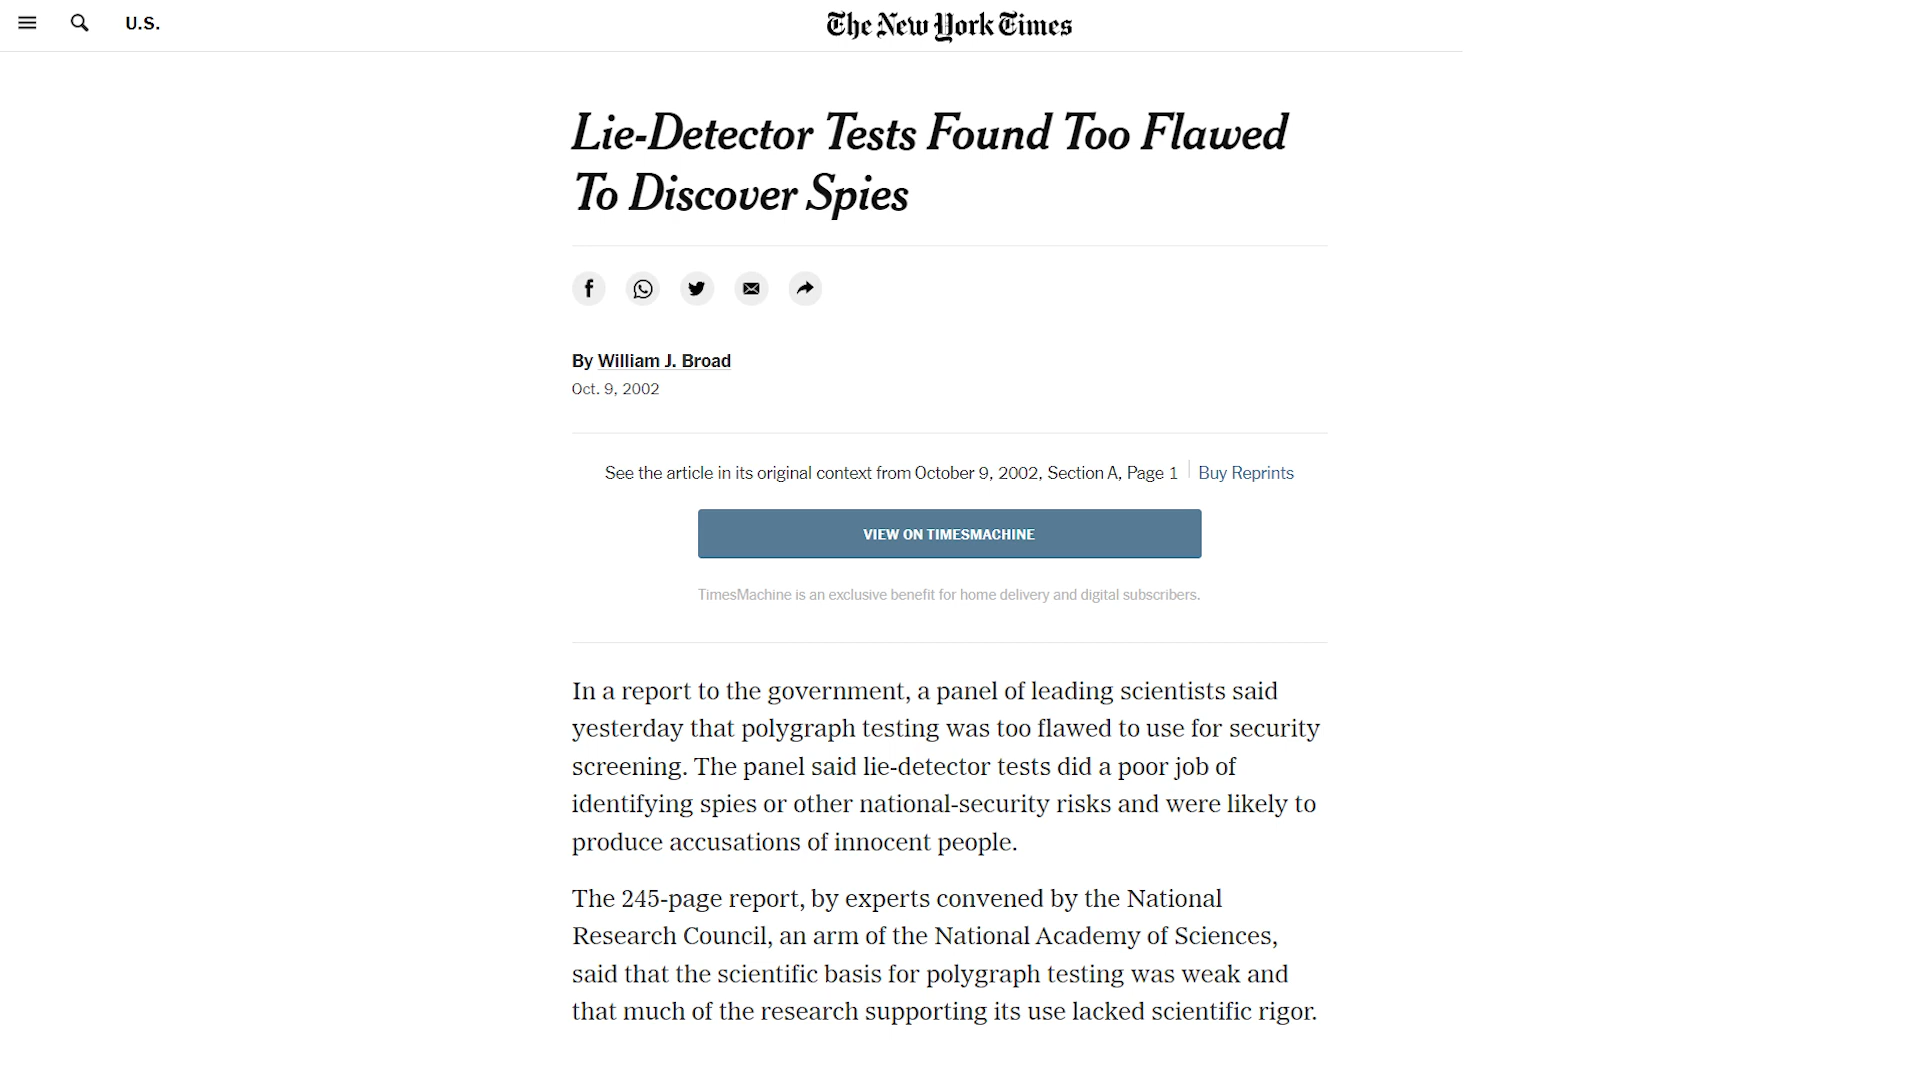 U.S.
The New York Times
Lie-Detector Tests Found Too Flawed
To Discover Spies
By William J. Broad
Oct. 9, 2002
See the article in its original context from October 9, 2002, Section A, Page 1 Buy Reprints
VIEW ON TIMESMACHINE
TimesMachine is an exclusive benefit for home delivery and digital subscribers.
In a report to the government, a panel of leading scientists said
yesterday that polygraph testing was too flawed to use for security
screening. The panel said lie-detector tests did a poor job of
identifying spies or other national-security risks and were likely to
produce accusations of innocent people.
The 245-page report, by experts convened by the National
Research Council, an arm of the National Academy of Sciences,
said that the scientific basis for polygraph testing was weak and
that much of the research supporting its use lacked scientific rigor.